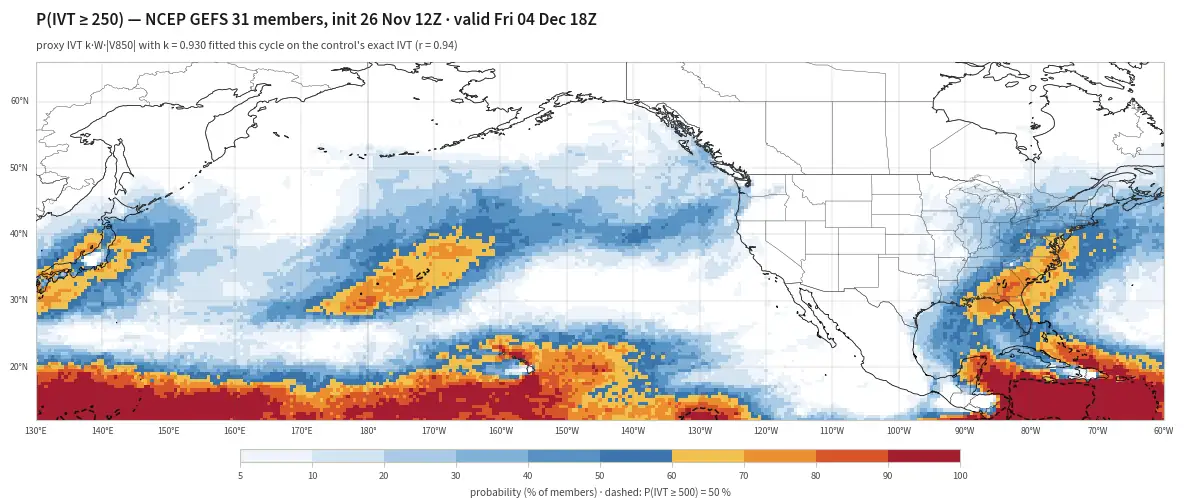 P(IVT ≥ 250) — NCEP GEFS 31 members, init 26 Nov 12Z · valid Fri 04 Dec 18Z
proxy IVT k·W·|V850| with k = 0.930 fitted this cycle on the control's exact IVT (r = 0.94)
60°N
50°N
40°N
30°N
20°N
130°E 140°E 150°E 160°E 170°E 180° 170°W 160°W 150°W 140°W 130°W 120°W 110°W 100°W 90°W 80°W 70°W 60°W
5 10 20 30 40 50 60 70 80 90 100
probability (% of members) · dashed: P(IVT ≥ 500) = 50 %